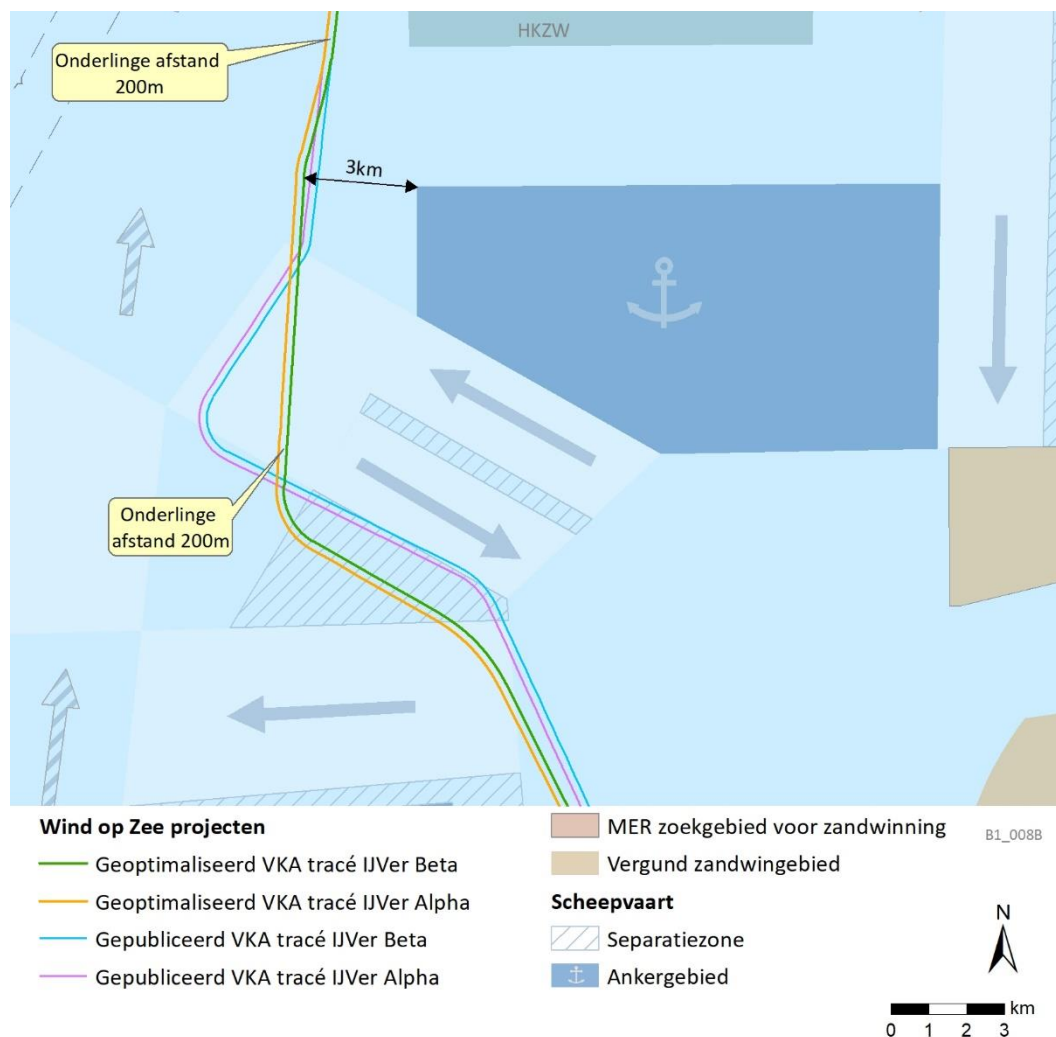 HKZW
Onderlinge afstand
200m
3km
Onderlinge
afstand 200m
Wind op Zee projecten
Geoptimaliseerd VKA tracé IJVer Beta
Geoptimaliseerd VKA tracé IJVer Alpha
Gepubliceerd VKA tracé IJVer Beta
Gepubliceerd VKA tracé IJVer Alpha
MER zoekgebied voor zandwinning
B1_008B
Vergund zandwingebied
Scheepvaart
Separatiezone
Ankergebied
N
km
0 1 2 3